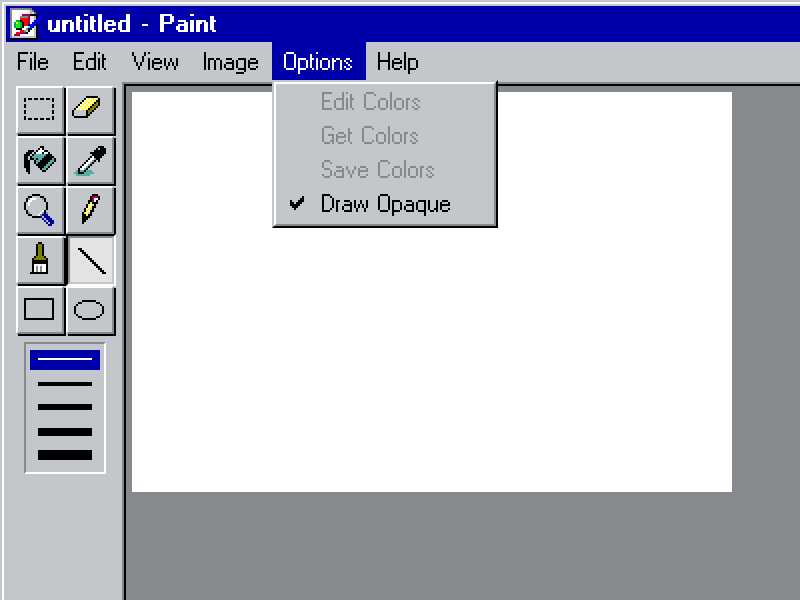 untitled - Paint
File Edit View Image Options Help
Edit Colors
Get Colors
Save Colors
Draw Opaque